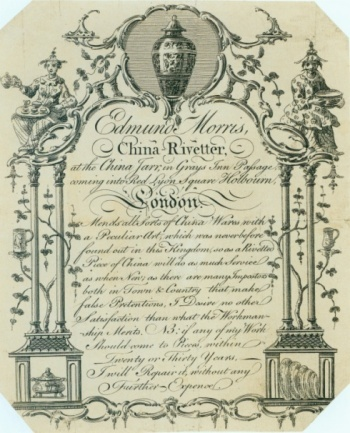 Edmund Morris,
China Rivetter,
at the China Jarr, in Grays Inn Passage
coming into Red Lyon Square Holbourn,
London.
Mends all Sorts of China Ware, with
a Peculiar Art, which was never before
found out in this Kingdom, so as a Rivetted
Piece of China will do as much Service
as when New, as there are many Impostors
both in Town & Country that make
false Pretentions, I Desire no other
Satisfaction than what the Workman-
ship Merits. NB; if any of my Work
Should come to Peice, within
Twenty or Thirty Years,
I will Repair it, without any
Further Expence